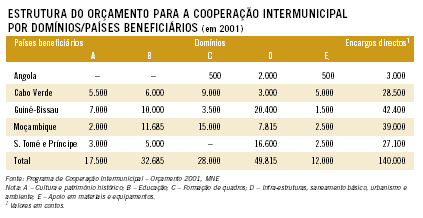 ESTRUTURA DO ORÇAMENTO PARA A COOPERAÇÃO INTERMUNICIPAL
POR DOMÍNIOS/PAÍSES BENEFICIÁRIOS (em 2001)
Países beneficiários Domínios Encargos directos¹
A B C D E
Angola – – 500 2.000 500 3.000
Cabo Verde 5.500 6.000 9.000 3.000 5.000 28.500
Guiné-Bissau 7.000 10.000 3.500 20.400 1.500 42.400
Moçambique 2.000 11.685 15.000 7.815 2.500 39.000
S. Tomé e Príncipe 3.000 5.000 – 16.600 2.500 27.100
Total 17.500 32.685 28.000 49.815 12.000 140.000
Fonte: Programa de Cooperação Intermunicipal – Orçamento 2001, MNE
Nota: A – Cultura e património histórico; B – Educação; C – Formação de quadros; D – Infra-estruturas, saneamento básico, urbanismo e
ambiente; E – Apoio em materiais e equipamentos.
¹ Valores em contos.